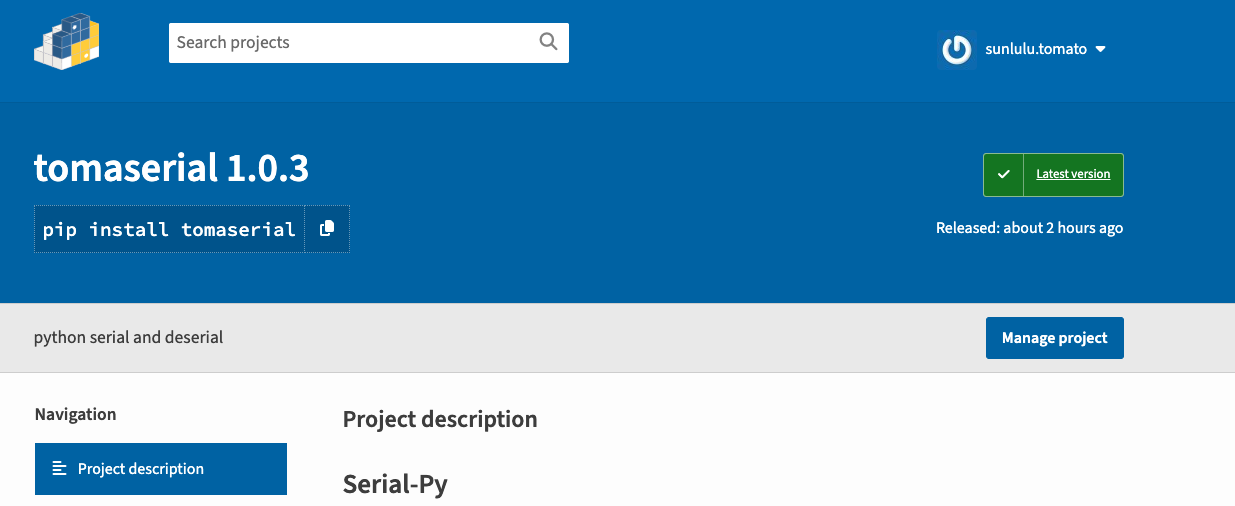 Search projects
sunlulu.tomato
tomaserial 1.0.3
pip install tomaserial
Latest version
Released: about 2 hours ago
python serial and deserial
Manage project
Navigation
Project description
Project description
Serial-Py